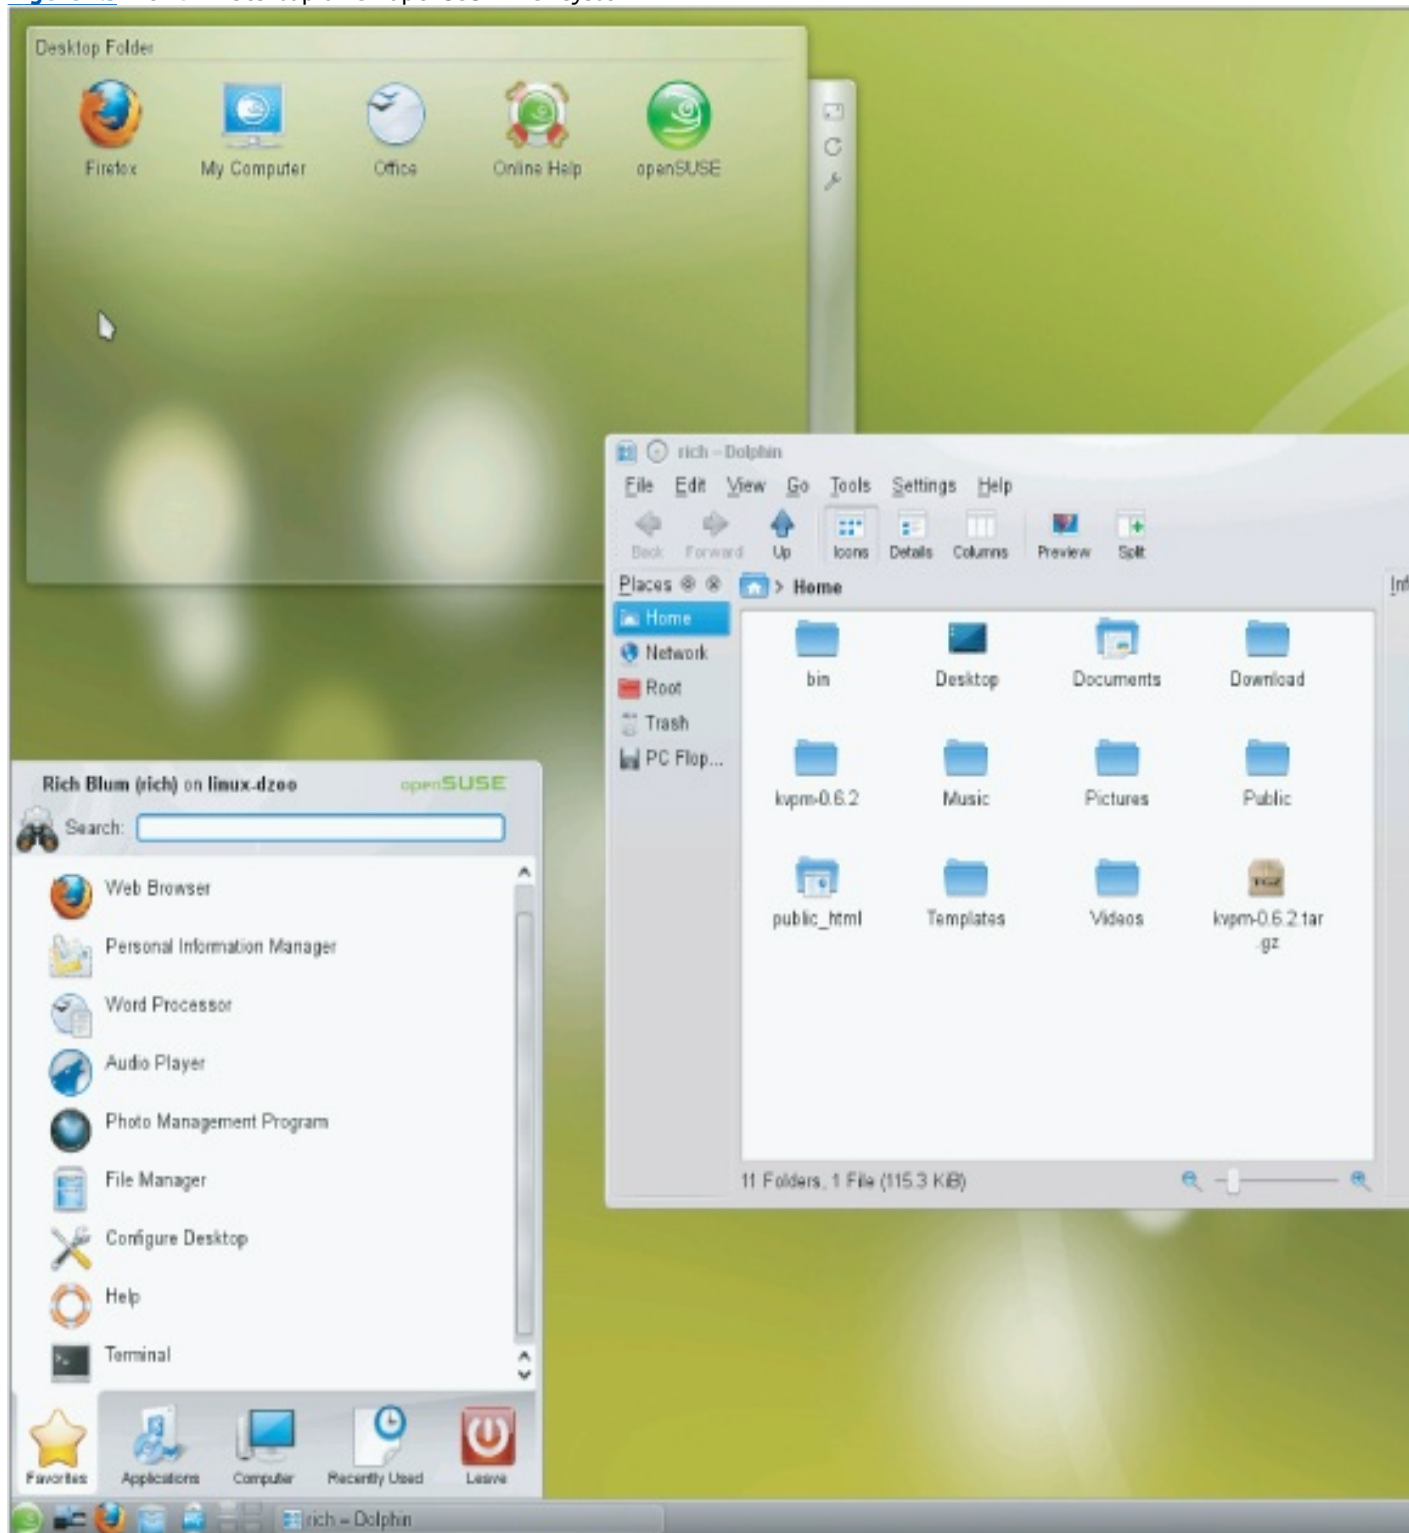 Desktop Folder
Firefox My Computer Office Online Help openSUSE
rich – Dolphin
File Edit View Go Tools Settings Help
Back Forward Up Icons Details Columns Preview Split
Places > Home
Home
Network
Root
Trash
PC Flop...
bin Desktop Documents Download
kvpm-0.6.2 Music Pictures Public
public_html Templates Videos kvpm-0.6.2.tar
.gz
TGZ
11 Folders, 1 File (115.3 KiB)
Rich Blum (rich) on linux-dzoo openSUSE
Search:
Web Browser
Personal Information Manager
Word Processor
Audio Player
Photo Management Program
File Manager
Configure Desktop
Help
Terminal
Favorites Applications Computer Recently Used Leave
rich – Dolphin